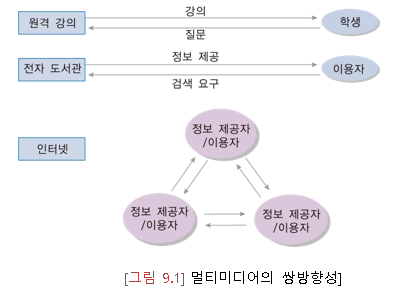 원격 강의
강의
질문
학생
전자 도서관
정보 제공
검색 요구
이용자
인터넷
정보 제공자
/이용자
정보 제공자
/이용자
정보 제공자
/이용자
[그림 9.1] 멀티미디어의 쌍방향성]